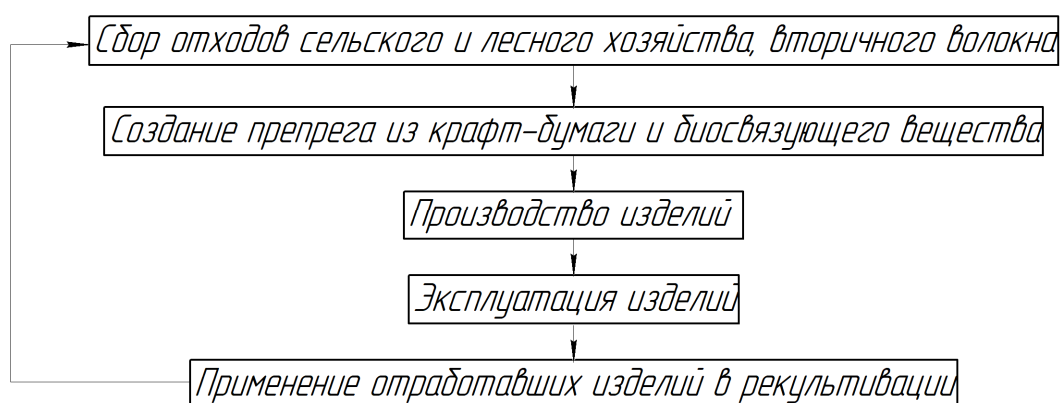 Сбор отходов сельского и лесного хозяйства, вторичного волокна
Создание препрега из крафт-бумаги и биосвязующего вещества
Производство изделий
Эксплуатация изделий
Применение отработавших изделий в рекультивации